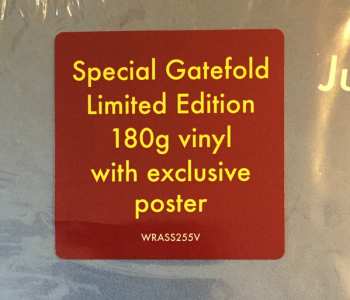 Special Gatefold
Limited Edition
180g vinyl
with exclusive
poster
WRASS255V